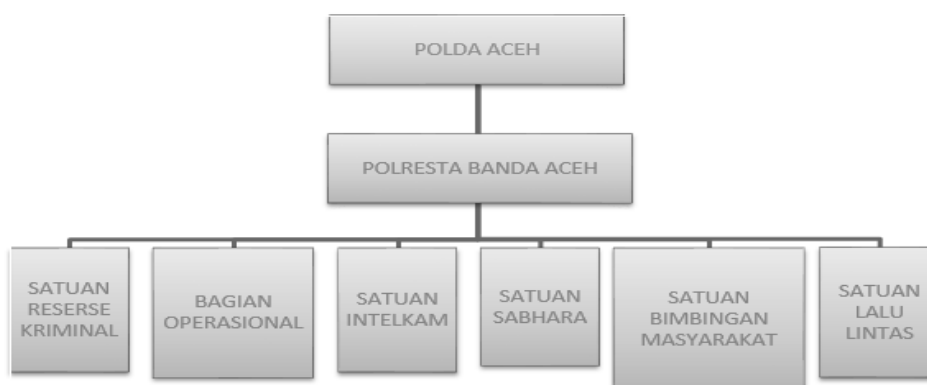 POLDA ACEH
POLRESTA BANDA ACEH
SATUAN
RESERSE
KRIMINAL
BAGIAN
OPERASIONAL
SATUAN
INTELKAM
SATUAN
SABHARA
SATUAN
BIMBINGAN
MASYARAKAT
SATUAN
LALU
LINTAS